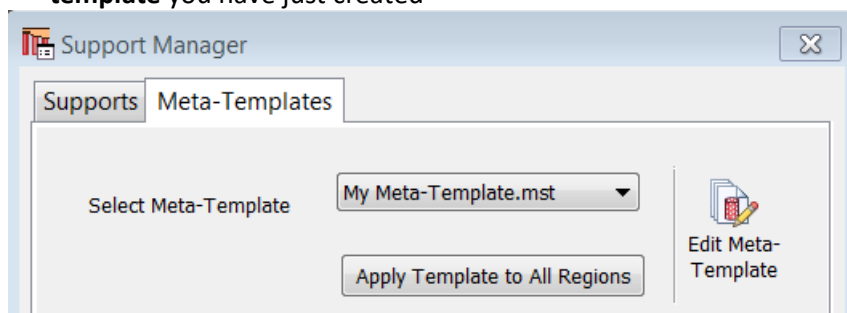 template you have just created
Support Manager
Supports
Meta-Templates
Select Meta-Template
My Meta-Template.mst
Apply Template to All Regions
Edit Meta-
Template